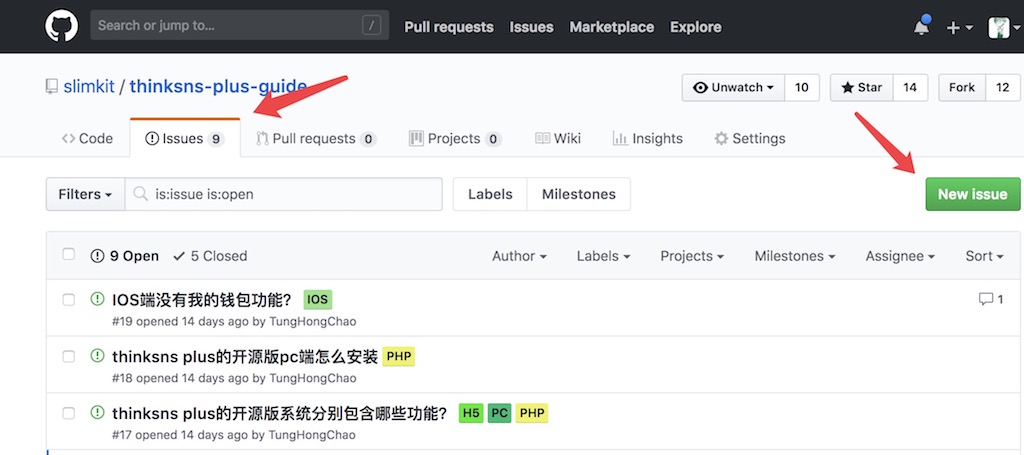 Search or jump to... / Pull requests Issues Marketplace Explore
slimkit / thinksns-plus-guide Unwatch 10 Star 14 Fork 12
Code Issues 9 Pull requests 0 Projects 0 Wiki Insights Settings
Filters is:issue is:open Labels Milestones New issue
9 Open 5 Closed Author Labels Projects Milestones Assignee Sort
IOS端没有我的钱包功能？ IOS 1
#19 opened 14 days ago by TungHongChao
thinksns plus的开源版pc端怎么安装 PHP
#18 opened 14 days ago by TungHongChao
thinksns plus的开源版系统分别包含哪些功能？ H5 PC PHP
#17 opened 14 days ago by TungHongChao